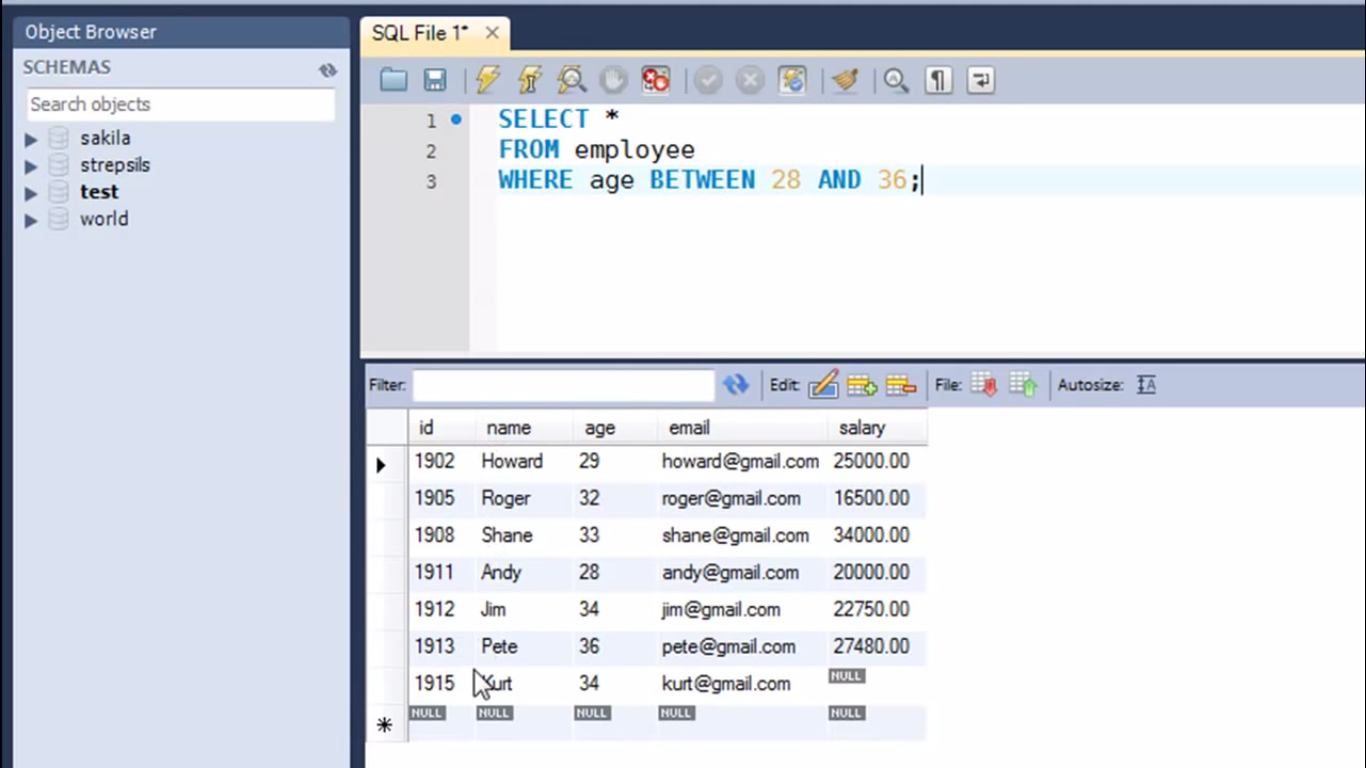 Object Browser
SCHEMAS
Search objects
sakila
strepsils
test
world
SQL File 1*
1 SELECT *
2 FROM employee
3 WHERE age BETWEEN 28 AND 36;
Filter: Edit: File: Autosize:
id name age email salary
1902 Howard 29 howard@gmail.com 25000.00
1905 Roger 32 roger@gmail.com 16500.00
1908 Shane 33 shane@gmail.com 34000.00
1911 Andy 28 andy@gmail.com 20000.00
1912 Jim 34 jim@gmail.com 22750.00
1913 Pete 36 pete@gmail.com 27480.00
1915 Kurt 34 kurt@gmail.com NULL
NULL NULL NULL NULL NULL